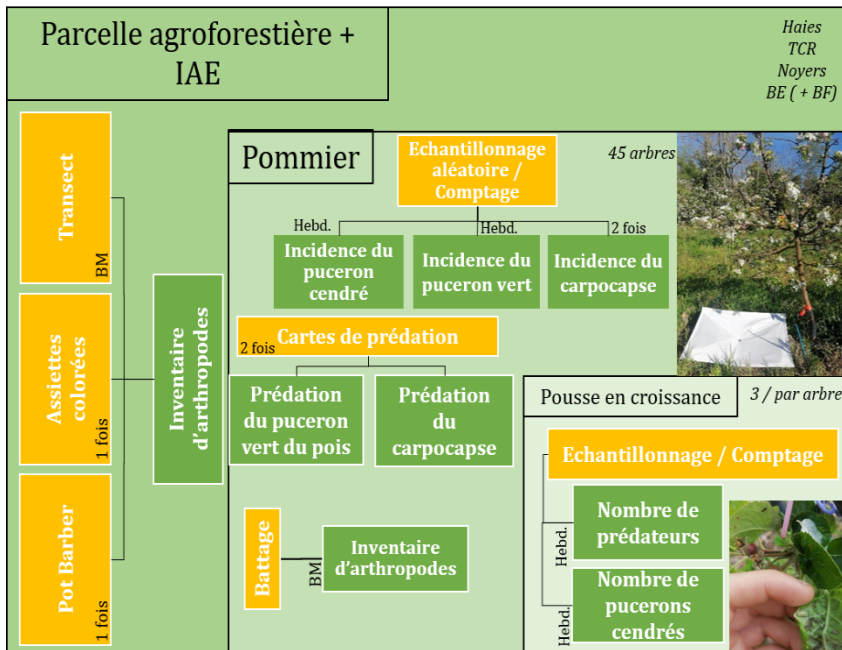 Parcelle agroforestière +
IAE
Haies
TCR
Noyers
BE ( + BF)
Transect
BM
Assiettes
colorées
1 fois
Pot Barber
1 fois
Inventaire
d'arthropodes
Pommier
Echantillonnage
aléatoire /
Comptage
45 arbres
Hebd.
Hebd.
2 fois
Incidence du
puceron
cendré
Incidence du
puceron vert
Incidence du
carpocapse
Cartes de prédation
2 fois
Prédation
du puceron
vert du pois
Prédation
du
carpocapse
Battage
BM
Inventaire
d'arthropodes
Pousse en croissance
3 / par arbre
Echantillonnage / Comptage
Hebd.
Nombre de
prédateurs
Hebd.
Nombre de
pucerons
cendrés